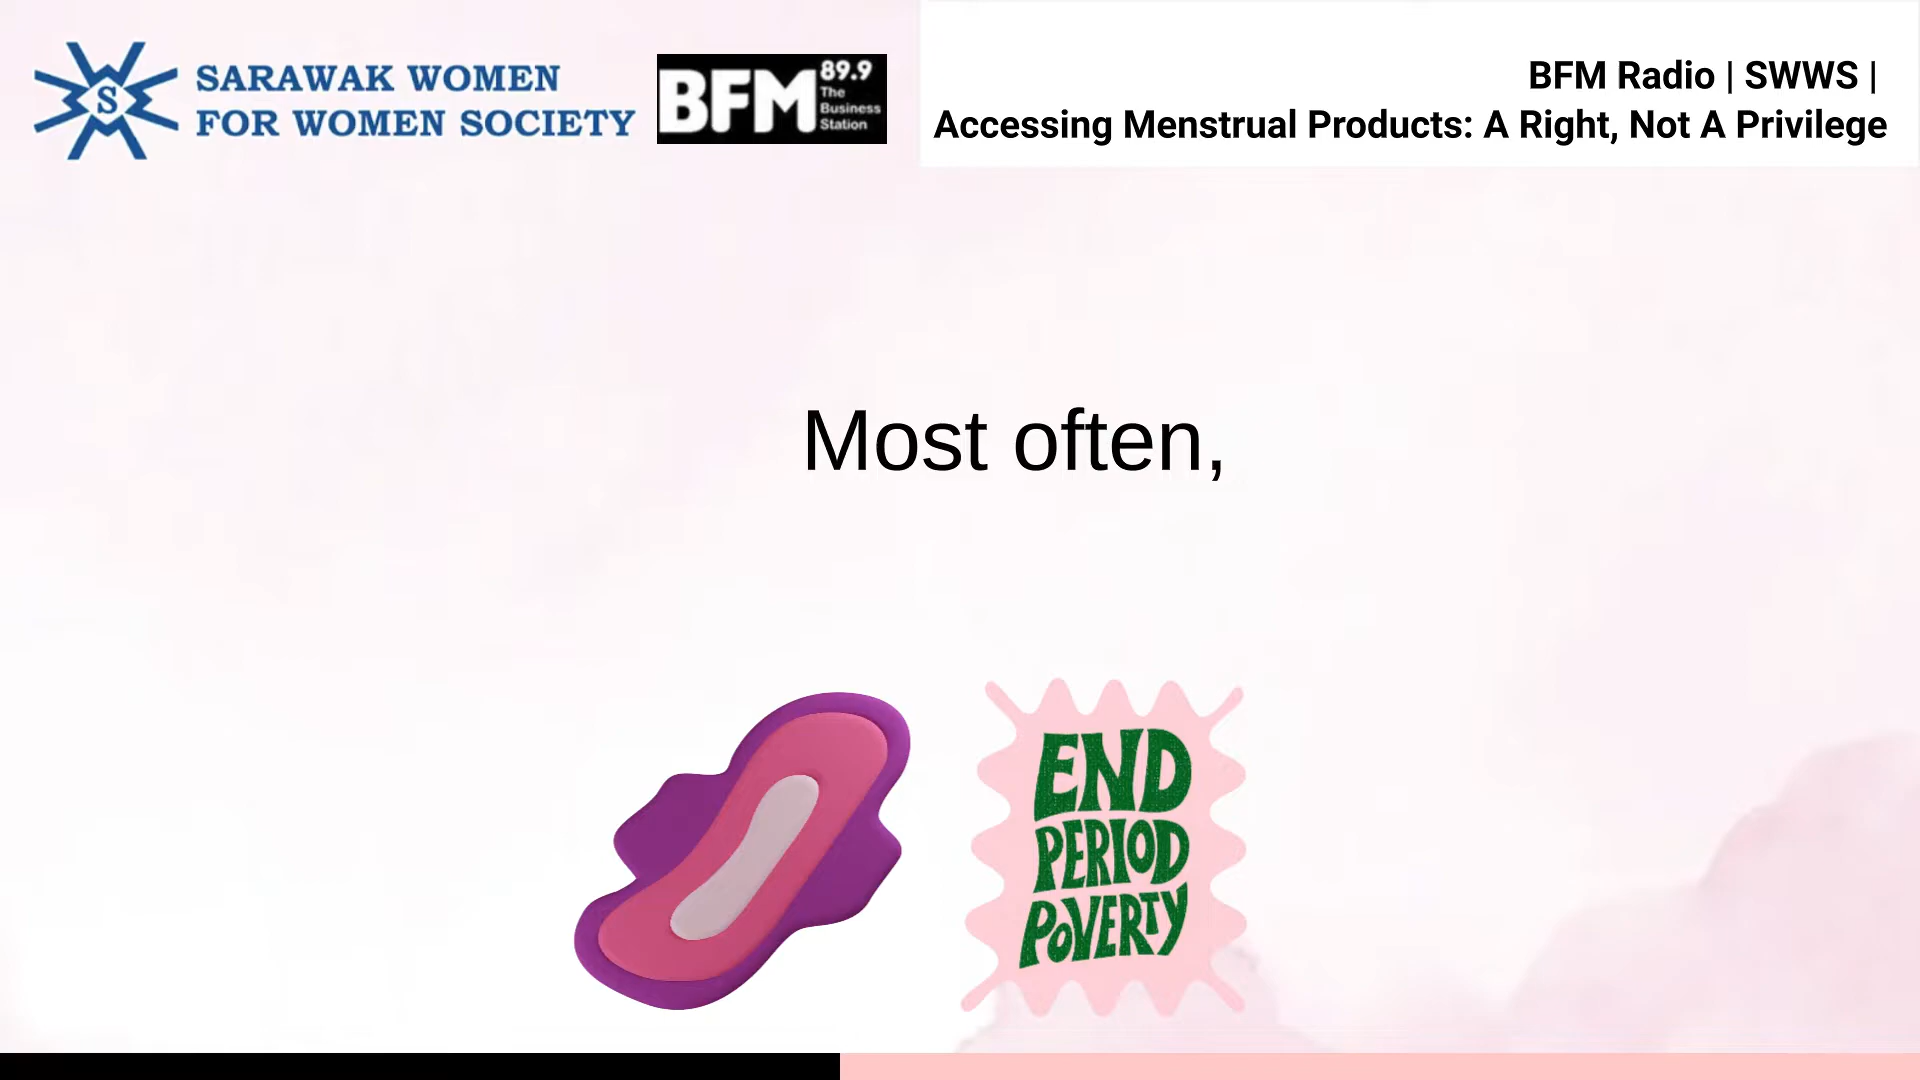 SARAWAK WOMEN
FOR WOMEN SOCIETY
S
BFM
89.9
The
Business
Station
BFM Radio | SWWS |
Accessing Menstrual Products: A Right, Not A Privilege
Most often,
END
PERIOD
POVERTY